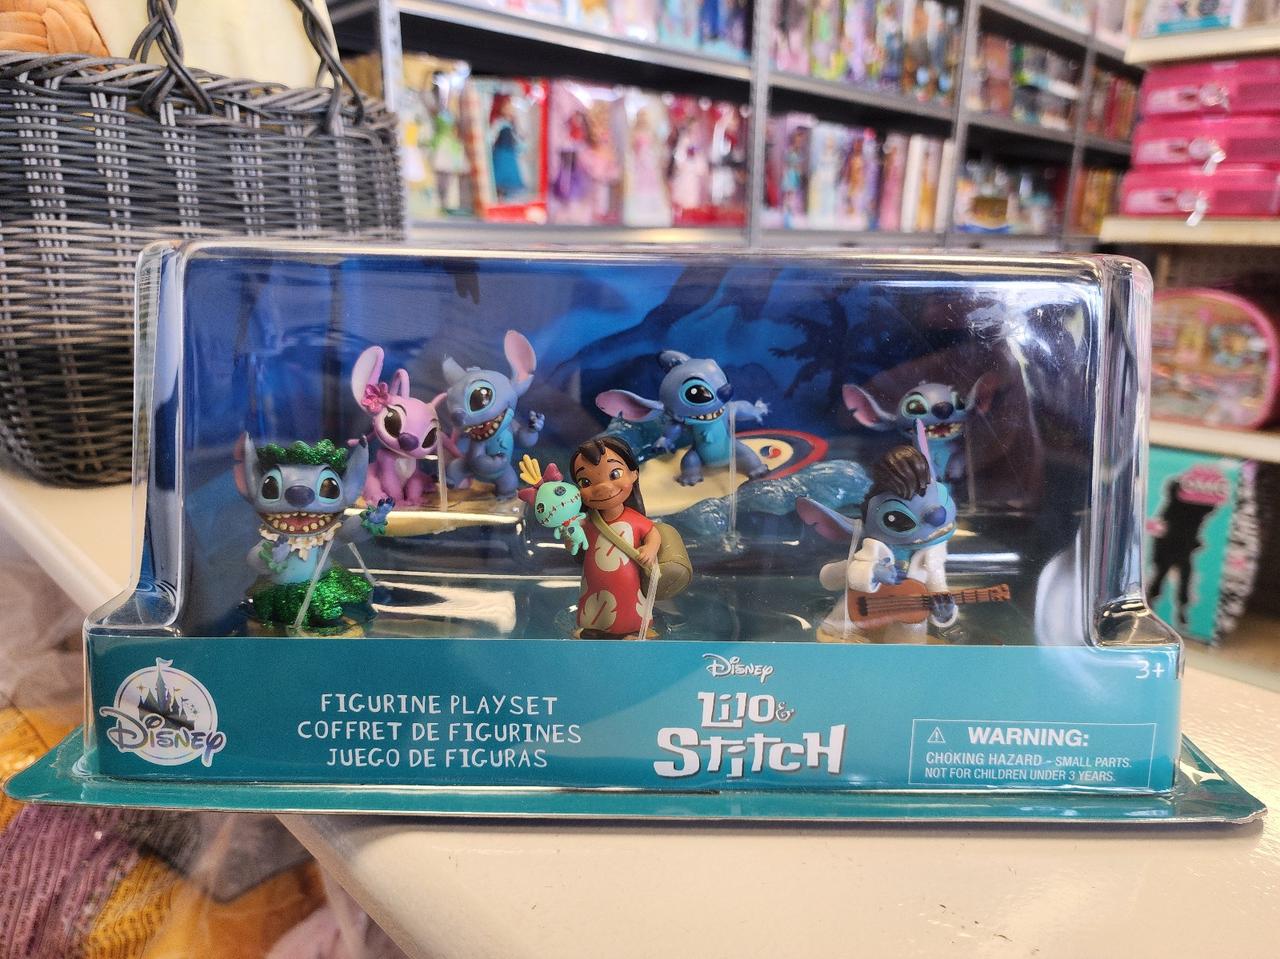 Disney
FIGURINE PLAYSET
COFFRET DE FIGURINES
JUEGO DE FIGURAS
Disney
Lilo &
Stitch
3+
WARNING:
CHOKING HAZARD - SMALL PARTS.
NOT FOR CHILDREN UNDER 3 YEARS.